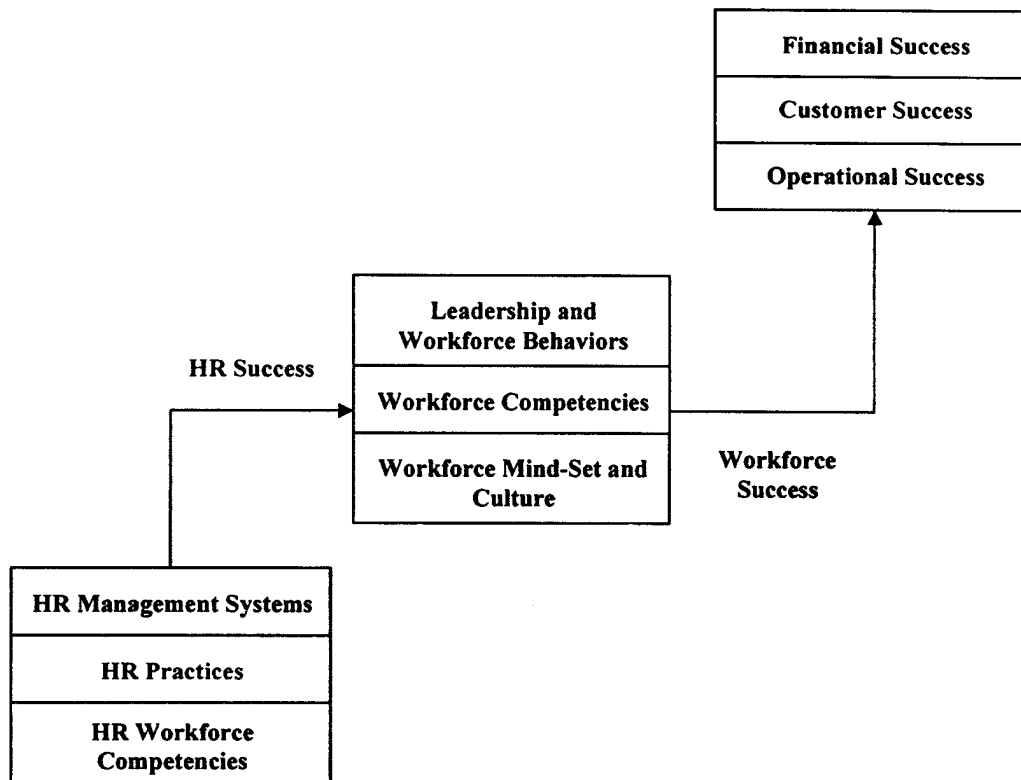 Financial Success
Customer Success
Operational Success
Leadership and
Workforce Behaviors
HR Success
Workforce Competencies
Workforce Mind-Set and
Culture
Workforce
Success
HR Management Systems
HR Practices
HR Workforce
Competencies